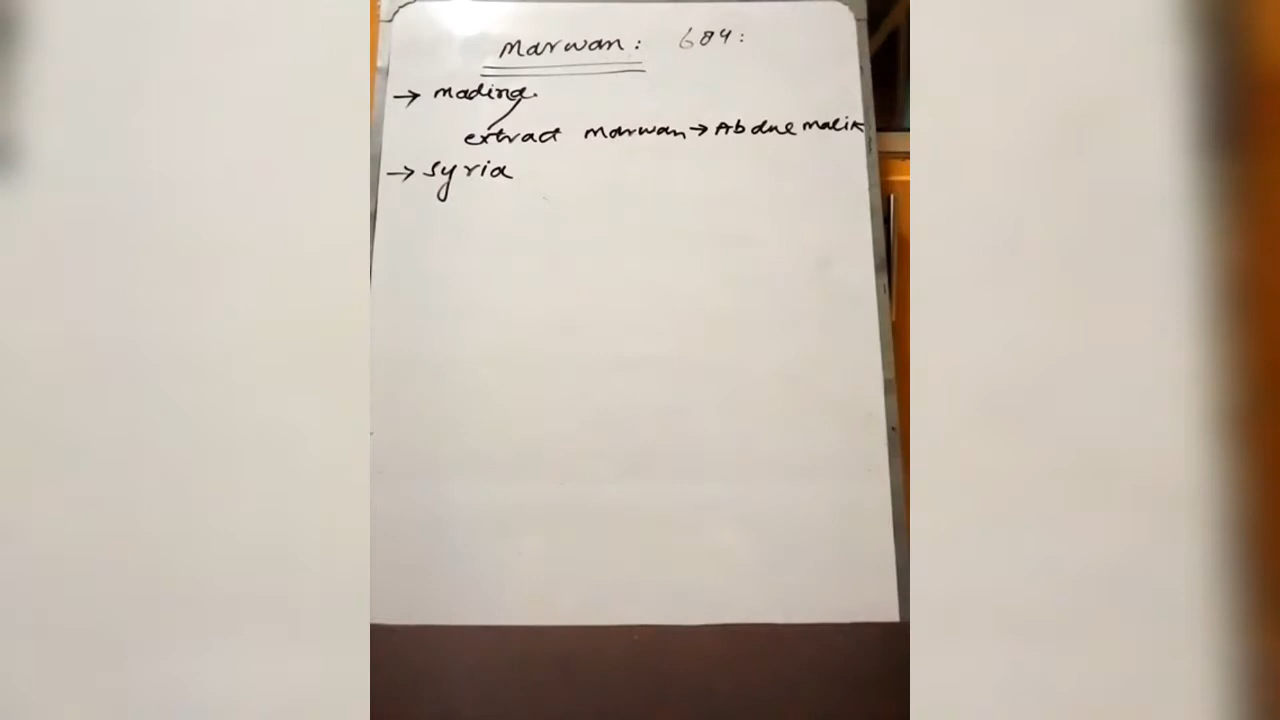 Marwan: 684:
→ madina.
extract marwan → Abdul malik
→ Syria